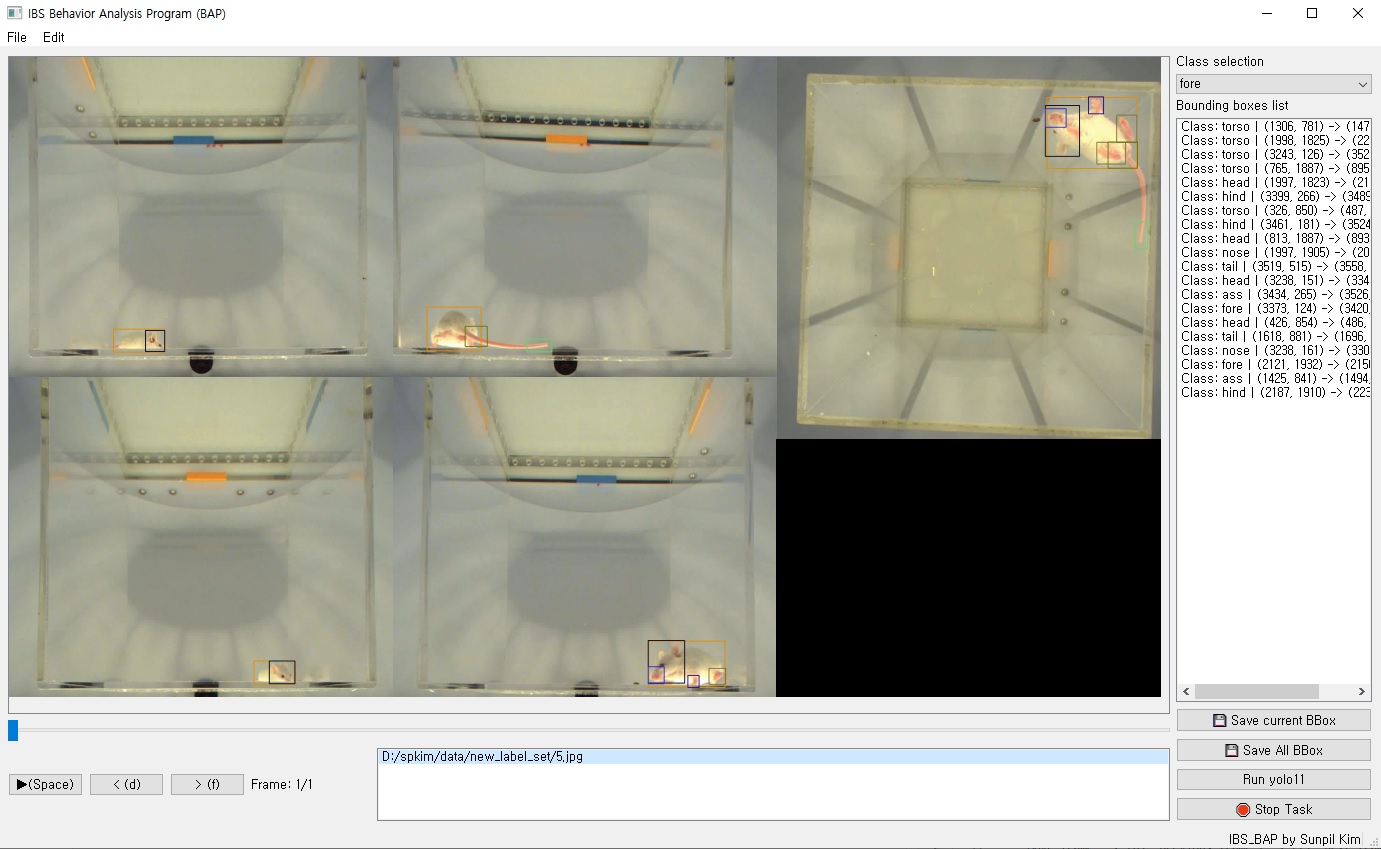 IBS Behavior Analysis Program (BAP)
File Edit
Class selection
fore
Bounding boxes list
Class: torso | (1306, 781) -> (147
Class: torso | (1998, 1825) -> (22
Class: torso | (3243, 126) -> (352
Class: torso | (765, 1887) -> (895
Class: head | (1997, 1823) -> (21
Class: hind | (3399, 266) -> (3489
Class: torso | (326, 850) -> (487,
Class: hind | (3461, 181) -> (3524
Class: head | (813, 1887) -> (893
Class: nose | (1997, 1905) -> (20
Class: tail | (3519, 515) -> (3558,
Class: head | (3238, 151) -> (334
Class: ass | (3434, 265) -> (3526,
Class: fore | (3373, 124) -> (3420,
Class: head | (426, 854) -> (486,
Class: tail | (1618, 881) -> (1696,
Class: nose | (3238, 161) -> (330
Class: fore | (2121, 1932) -> (2150
Class: ass | (1425, 841) -> (1494,
Class: hind | (2187, 1910) -> (223
Save current BBox
Save All BBox
Run yolo11
Stop Task
D:/spkim/data/new_label_set/5.jpg
▶(Space) < (d) > (f) Frame: 1/1
IBS_BAP by Sunpil Kim